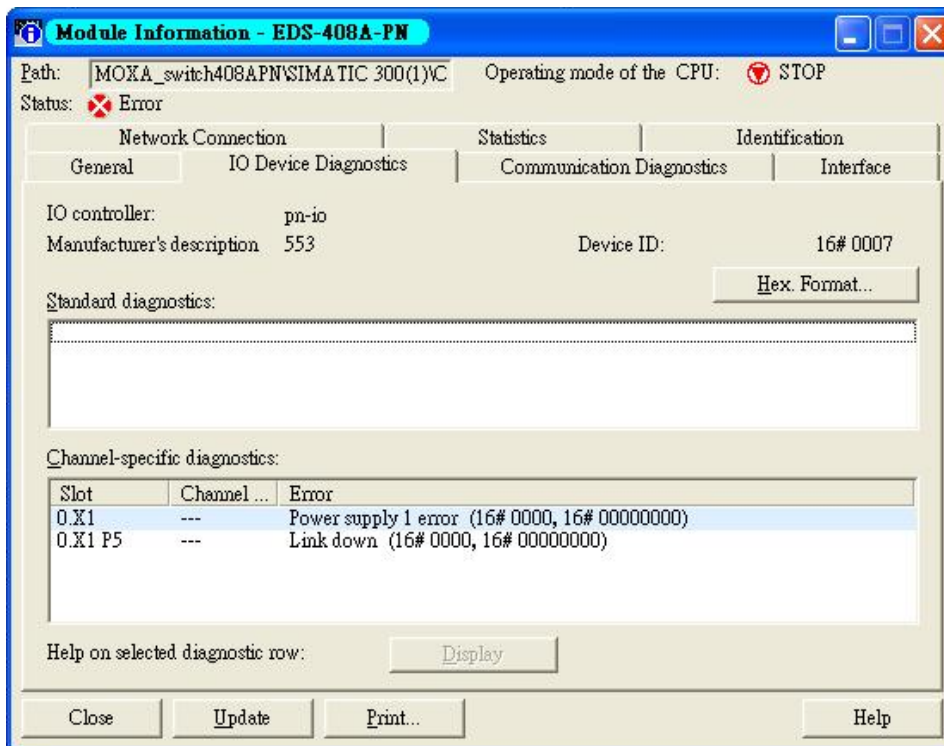 Module Information - EDS-408A-PN
Path: MOXA_switch408APN\SIMATIC 300(1)\C Operating mode of the CPU: STOP
Status: Error
Network Connection Statistics Identification
General IO Device Diagnostics Communication Diagnostics Interface
IO controller: pn-io
Manufacturer's description 553 Device ID: 16# 0007
Hex. Format...
Standard diagnostics:
Channel-specific diagnostics:
Slot Channel ... Error
0.X1 --- Power supply 1 error (16# 0000, 16# 00000000)
0.X1 P5 --- Link down (16# 0000, 16# 00000000)
Help on selected diagnostic row: Display
Close Update Print... Help